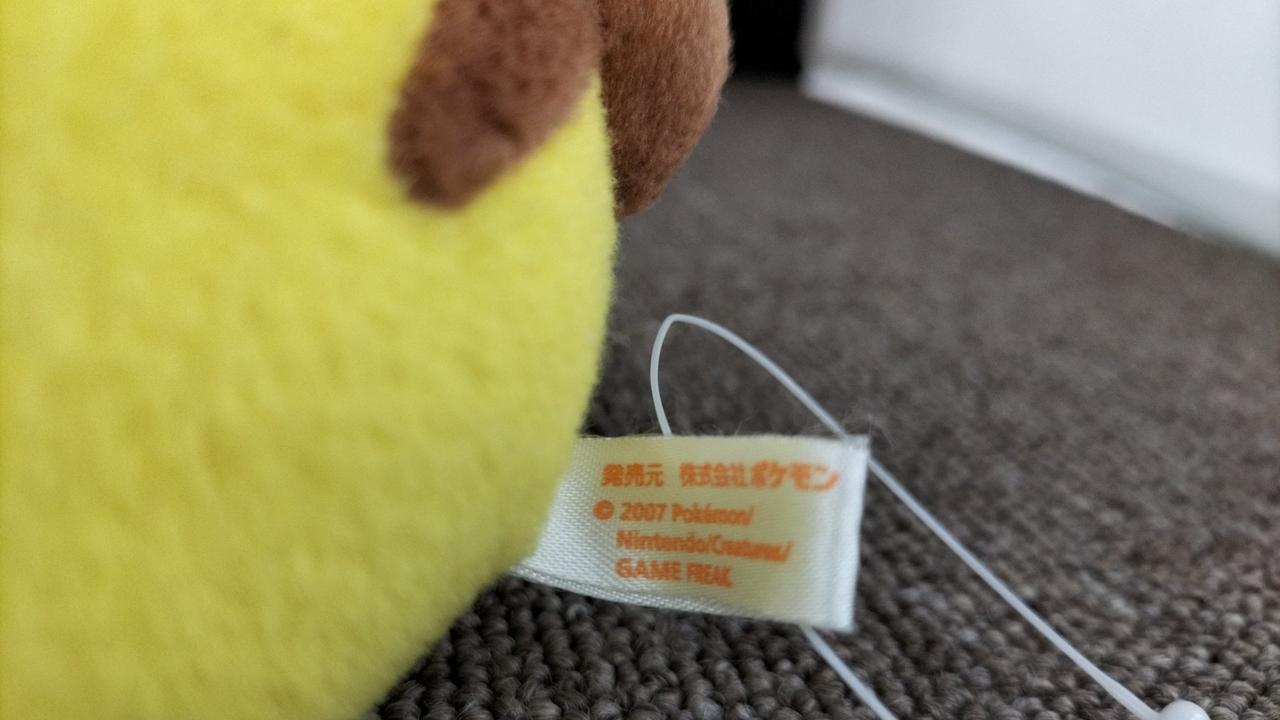 発売元 株式会社ポケモン
© 2007 Pokémon/
Nintendo/Creatures/
GAME FREAK